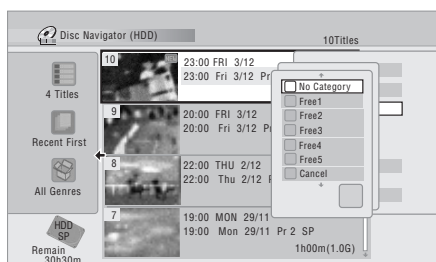 Disc Navigator (HDD)
10Titles
4 Titles
Recent First
All Genres
HDD
SP
Remain
30h30m
10
23:00 FRI 3/12
23:00 Fri 3/12 Pr
9
20:00 FRI 3/12
20:00 Fri 3/12 P
8
22:00 THU 2/12
22:00 Thu 2/12
7
19:00 MON 29/11
19:00 Mon 29/11 Pr 2 SP
1h00m(1.0G)
No Category
Free1
Free2
Free3
Free4
Free5
Cancel